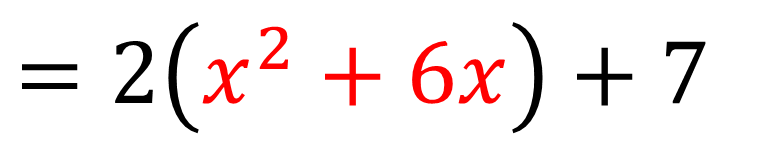 = 2(x² + 6x) + 7